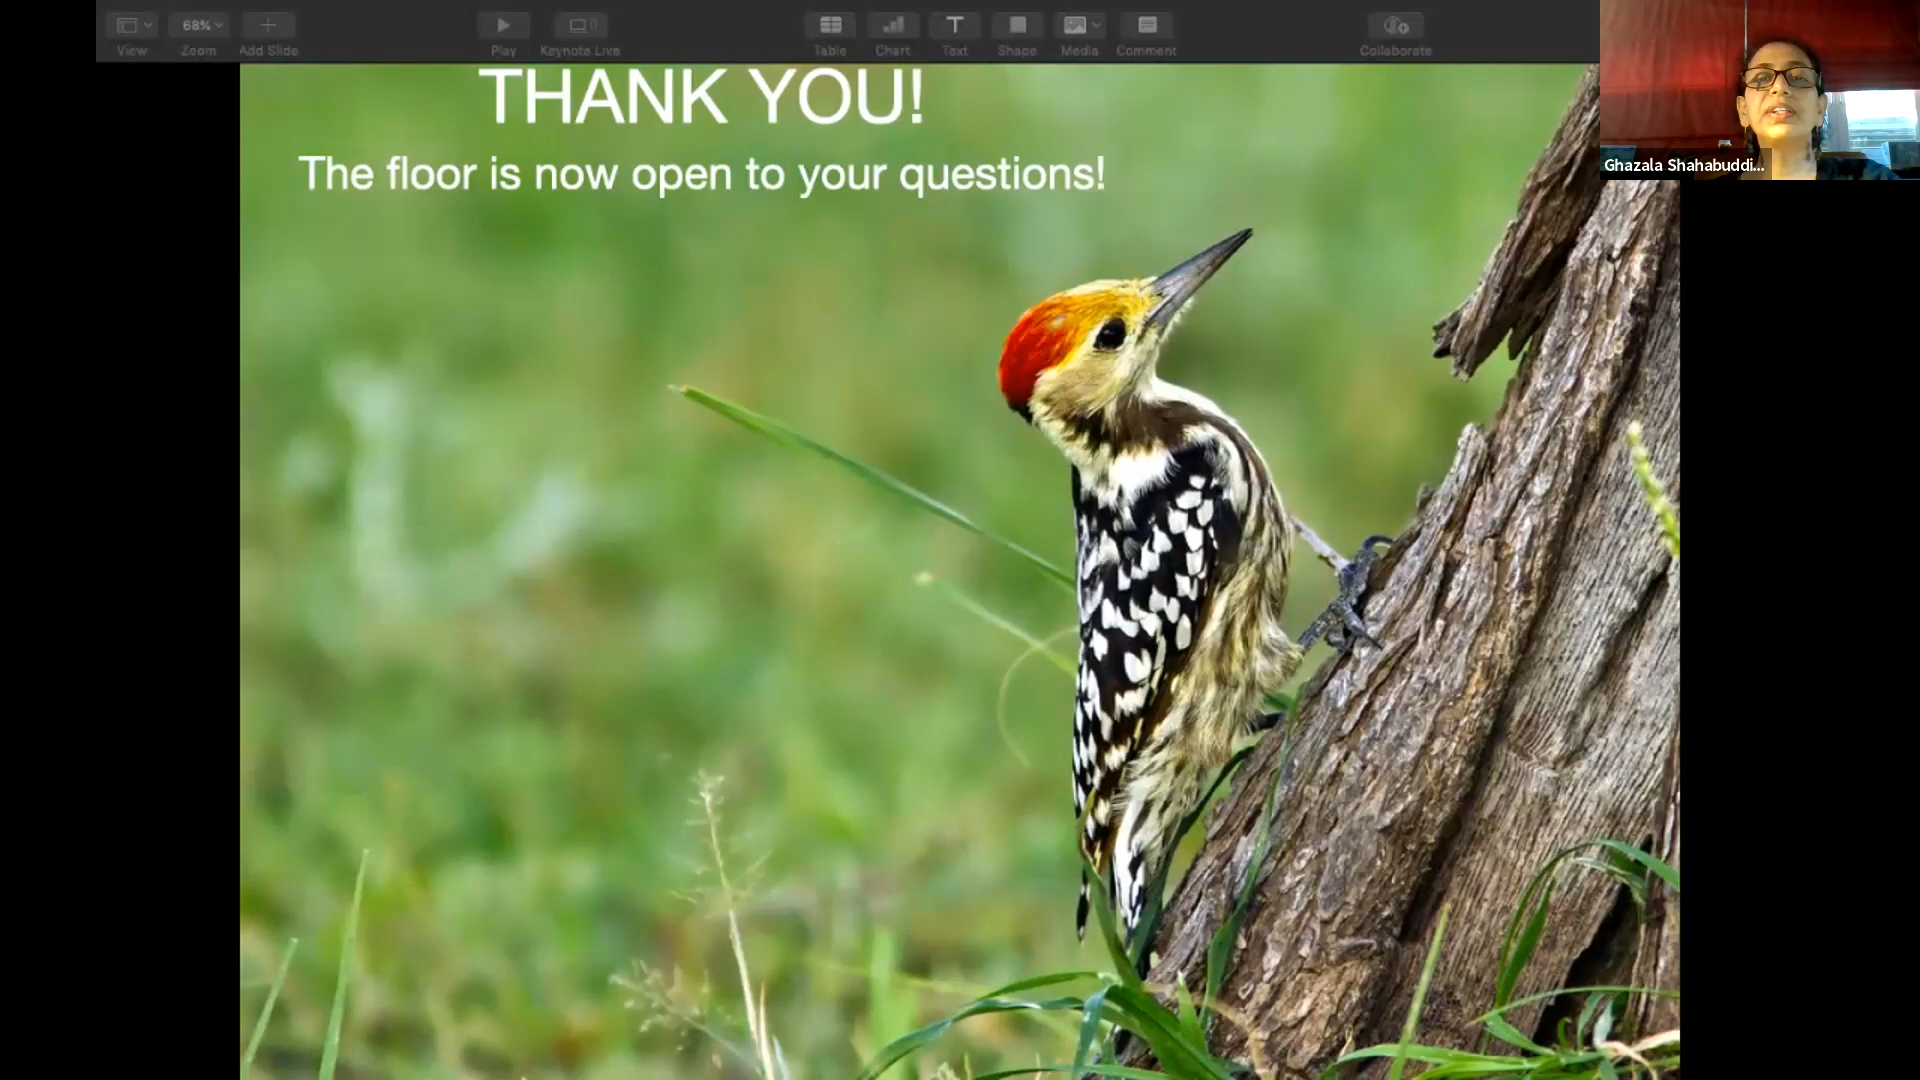 68%
View
Zoom
Add Slide
Play
Keynote Live
Table
Chart
Text
Shape
Media
Comment
Collaborate
THANK YOU!
The floor is now open to your questions!
Ghazala Shahabuddi...